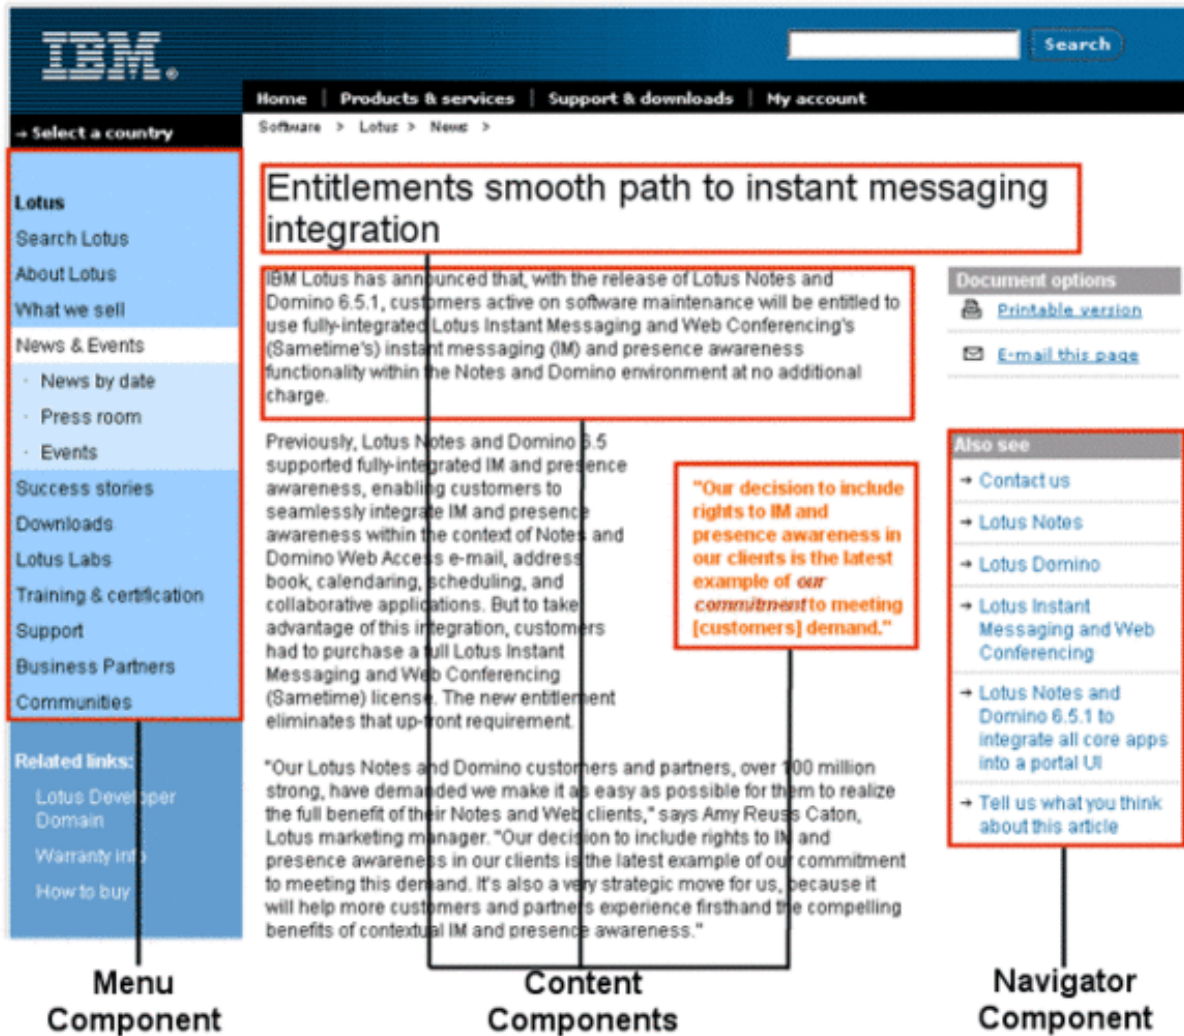 IBM®
Search
Home | Products & services | Support & downloads | My account
→ Select a country
Software > Lotus > News >
Lotus
Search Lotus
About Lotus
What we sell
News & Events
· News by date
· Press room
· Events
Success stories
Downloads
Lotus Labs
Training & certification
Support
Business Partners
Communities
Related links:
Lotus Developer
Domain
Warranty info
How to buy
Entitlements smooth path to instant messaging
integration
IBM Lotus has announced that, with the release of Lotus Notes and
Domino 6.5.1, customers active on software maintenance will be entitled to
use fully-integrated Lotus Instant Messaging and Web Conferencing's
(Sametime's) instant messaging (IM) and presence awareness
functionality within the Notes and Domino environment at no additional
charge.
Previously, Lotus Notes and Domino 6.5
supported fully-integrated IM and presence
awareness, enabling customers to
seamlessly integrate IM and presence
awareness within the context of Notes and
Domino Web Access e-mail, address
book, calendaring, scheduling, and
collaborative applications. But to take
advantage of this integration, customers
had to purchase a full Lotus Instant
Messaging and Web Conferencing
(Sametime) license. The new entitlement
eliminates that up-front requirement.
"Our decision to include
rights to IM and
presence awareness in
our clients is the latest
example of our
commitment to meeting
[customers] demand."
"Our Lotus Notes and Domino customers and partners, over 100 million
strong, have demanded we make it as easy as possible for them to realize
the full benefit of their Notes and Web clients," says Amy Reuss Caton,
Lotus marketing manager. "Our decision to include rights to IM and
presence awareness in our clients is the latest example of our commitment
to meeting this demand. It's also a very strategic move for us, because it
will help more customers and partners experience firsthand the compelling
benefits of contextual IM and presence awareness."
Document options
Printable version
E-mail this page
Also see
→ Contact us
→ Lotus Notes
→ Lotus Domino
→ Lotus Instant
Messaging and Web
Conferencing
→ Lotus Notes and
Domino 6.5.1 to
integrate all core apps
into a portal UI
→ Tell us what you think
about this article
Menu
Component
Content
Components
Navigator
Component